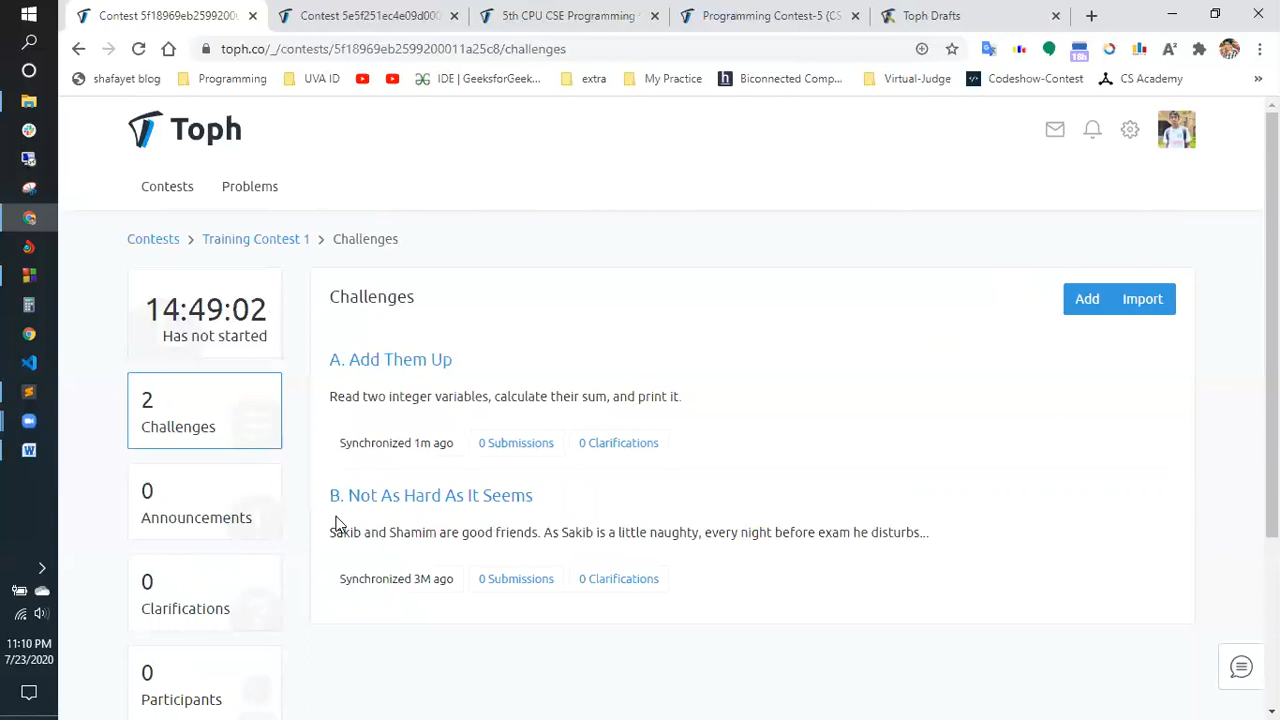 Contest 5f18969eb2599200
Contest 5e5f251ec4e09d000
5th CPU CSE Programming
Programming Contest-5 (CS
Toph Drafts
toph.co/_/contests/5f18969eb2599200011a25c8/challenges
18h
shafayet blog
Programming
UVA ID
IDE | GeeksforGeek...
extra
My Practice
Biconnected Comp...
Virtual-Judge
Codeshow-Contest
CS Academy
»
Toph
Contests
Problems
Contests > Training Contest 1 > Challenges
14:49:02
Has not started
2
Challenges
0
Announcements
0
Clarifications
0
Participants
Challenges
Add
Import
A. Add Them Up
Read two integer variables, calculate their sum, and print it.
Synchronized 1m ago
0 Submissions
0 Clarifications
B. Not As Hard As It Seems
Sakib and Shamim are good friends. As Sakib is a little naughty, every night before exam he disturbs...
Synchronized 3M ago
0 Submissions
0 Clarifications
11:10 PM
7/23/2020